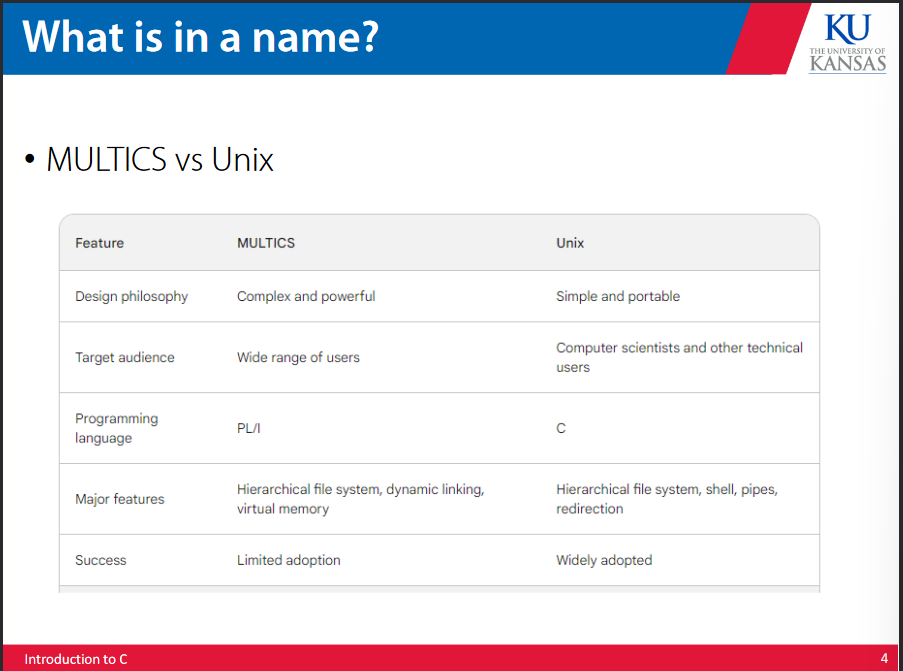 What is in a name?
KU
THE UNIVERSITY OF
KANSAS
• MULTICS vs Unix
Feature MULTICS Unix
Design philosophy Complex and powerful Simple and portable
Target audience Wide range of users Computer scientists and other technical
users
Programming
language PL/I C
Major features Hierarchical file system, dynamic linking,
virtual memory Hierarchical file system, shell, pipes,
redirection
Success Limited adoption Widely adopted
Introduction to C 4